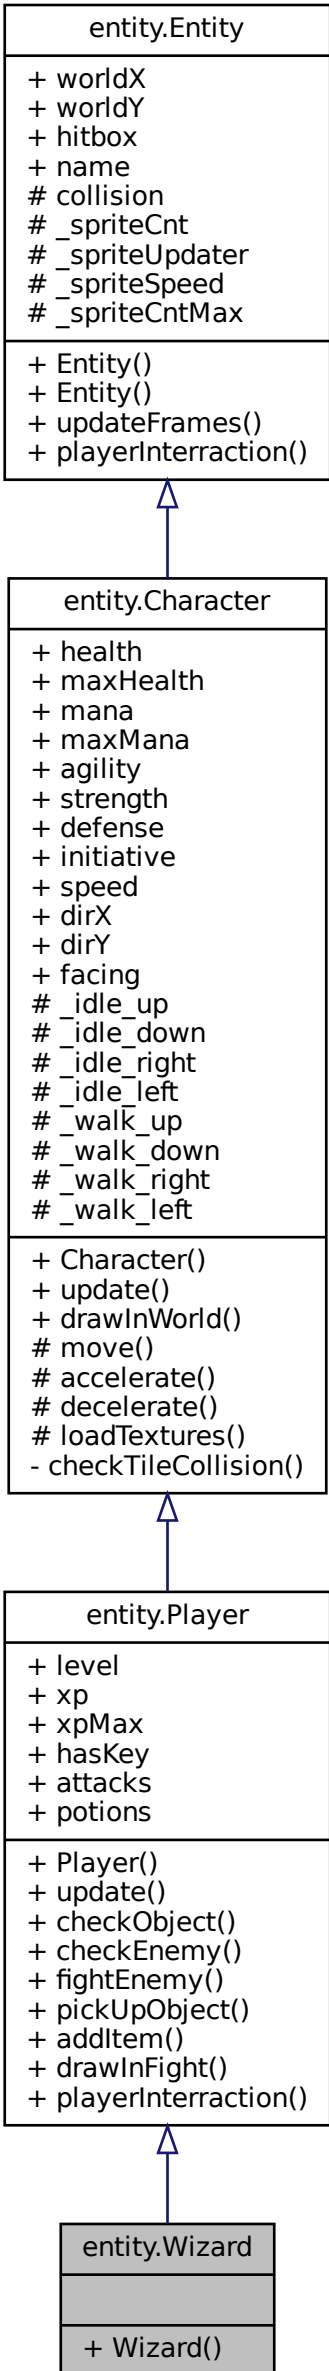 entity.Entity
+ worldX
+ worldY
+ hitbox
+ name
# collision
# _spriteCnt
# _spriteUpdater
# _spriteSpeed
# _spriteCntMax
+ Entity()
+ Entity()
+ updateFrames()
+ playerInterraction()
entity.Character
+ health
+ maxHealth
+ mana
+ maxMana
+ agility
+ strength
+ defense
+ initiative
+ speed
+ dirX
+ dirY
+ facing
# _idle_up
# _idle_down
# _idle_right
# _idle_left
# _walk_up
# _walk_down
# _walk_right
# _walk_left
+ Character()
+ update()
+ drawInWorld()
# move()
# accelerate()
# decelerate()
# loadTextures()
- checkTileCollision()
entity.Player
+ level
+ xp
+ xpMax
+ hasKey
+ attacks
+ potions
+ Player()
+ update()
+ checkObject()
+ checkEnemy()
+ fightEnemy()
+ pickUpObject()
+ addItem()
+ drawInFight()
+ playerInterraction()
entity.Wizard
+ Wizard()